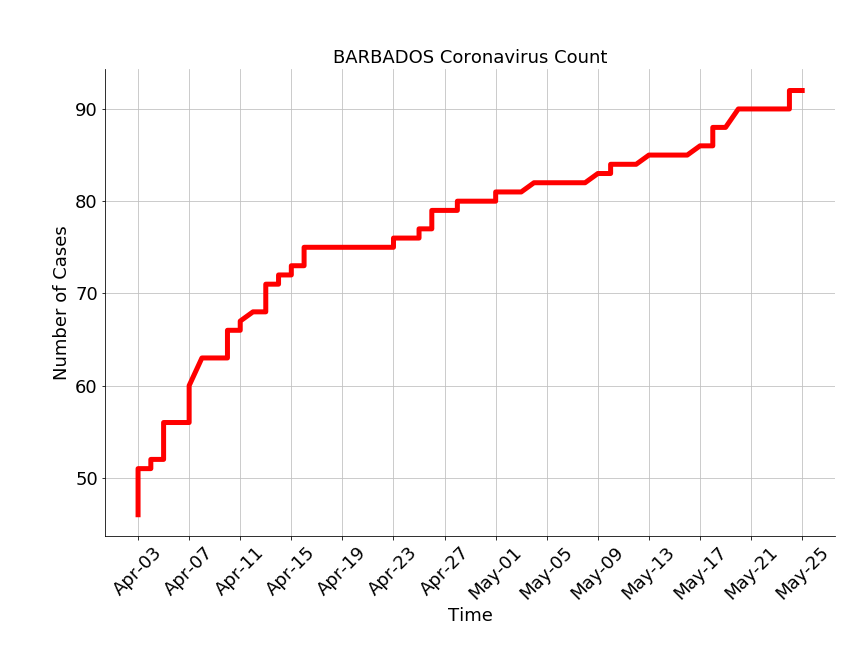 BARBADOS Coronavirus Count
Number of Cases
90
80
70
60
50
Apr-03
Apr-07
Apr-11
Apr-15
Apr-19
Apr-23
Apr-27
May-01
May-05
May-09
May-13
May-17
May-21
May-25
Time